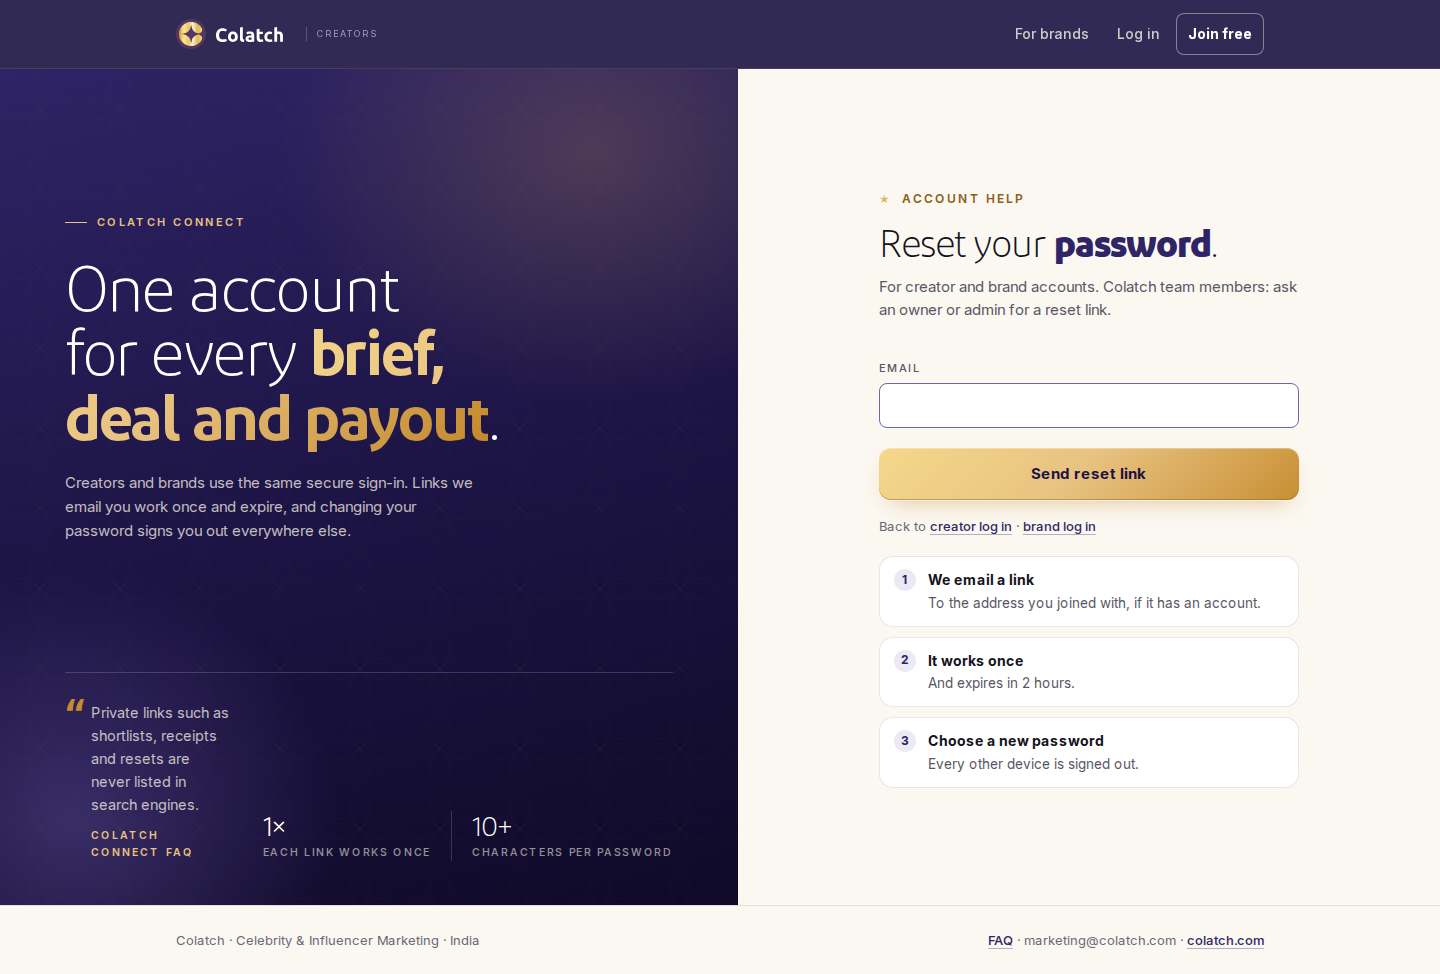 Colatch
CREATORS
For brands
Log in
Join free
COLATCH CONNECT
One account
for every brief,
deal and payout.
Creators and brands use the same secure sign-in. Links we
email you work once and expire, and changing your
password signs you out everywhere else.
“
Private links such as
shortlists, receipts
and resets are
never listed in
search engines.
COLATCH
CONNECT FAQ
1×
EACH LINK WORKS ONCE
10+
CHARACTERS PER PASSWORD
★ ACCOUNT HELP
Reset your password.
For creator and brand accounts. Colatch team members: ask
an owner or admin for a reset link.
EMAIL
Send reset link
Back to creator log in · brand log in
1
We email a link
To the address you joined with, if it has an account.
2
It works once
And expires in 2 hours.
3
Choose a new password
Every other device is signed out.
Colatch · Celebrity & Influencer Marketing · India
FAQ · marketing@colatch.com · colatch.com